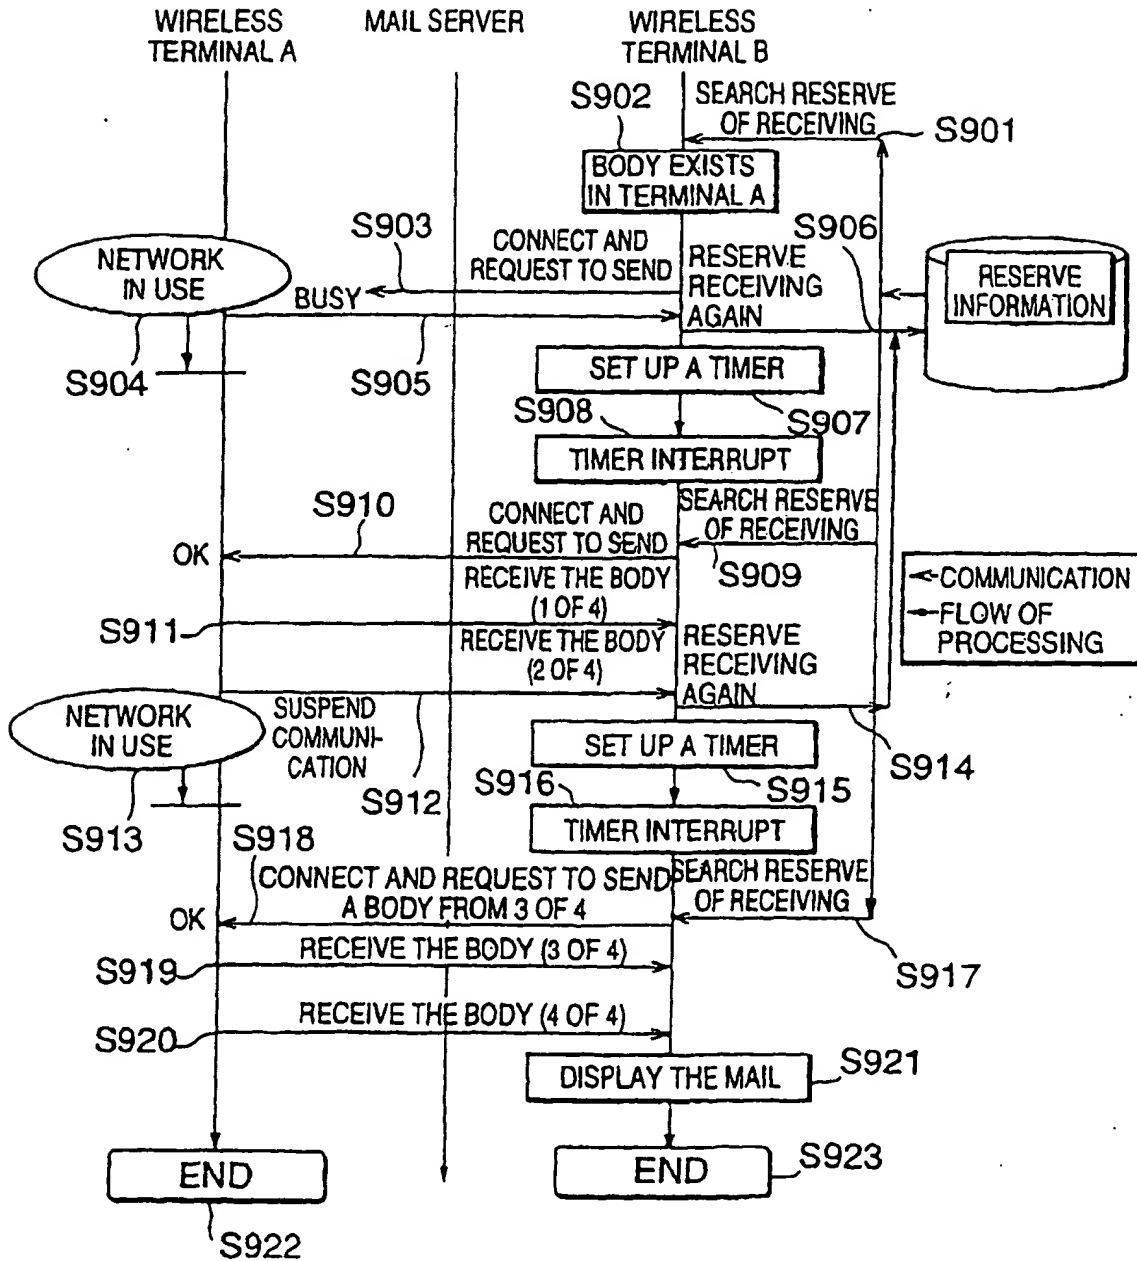 WIRELESS
TERMINAL A
MAIL SERVER
WIRELESS
TERMINAL B
S902
SEARCH RESERVE
OF RECEIVING
S901
BODY EXISTS
IN TERMINAL A
S903
CONNECT AND
REQUEST TO SEND
S906
NETWORK
IN USE
RESERVE
RECEIVING
AGAIN
RESERVE
INFORMATION
BUSY
S904
S905
SET UP A TIMER
S907
S908
TIMER INTERRUPT
S910
CONNECT AND
REQUEST TO SEND
SEARCH RESERVE
OF RECEIVING
OK
S909
COMMUNICATION
FLOW OF
PROCESSING
RECEIVE THE BODY
(1 OF 4)
S911
RECEIVE THE BODY
(2 OF 4)
RESERVE
RECEIVING
AGAIN
NETWORK
IN USE
SUSPEND
COMMUNI-
CATION
S912
S914
SET UP A TIMER
S915
S916
S913
TIMER INTERRUPT
S918
CONNECT AND REQUEST TO SEND
A BODY FROM 3 OF 4
SEARCH RESERVE
OF RECEIVING
OK
S917
RECEIVE THE BODY (3 OF 4)
S919
RECEIVE THE BODY (4 OF 4)
S920
DISPLAY THE MAIL
S921
END
S922
END
S923